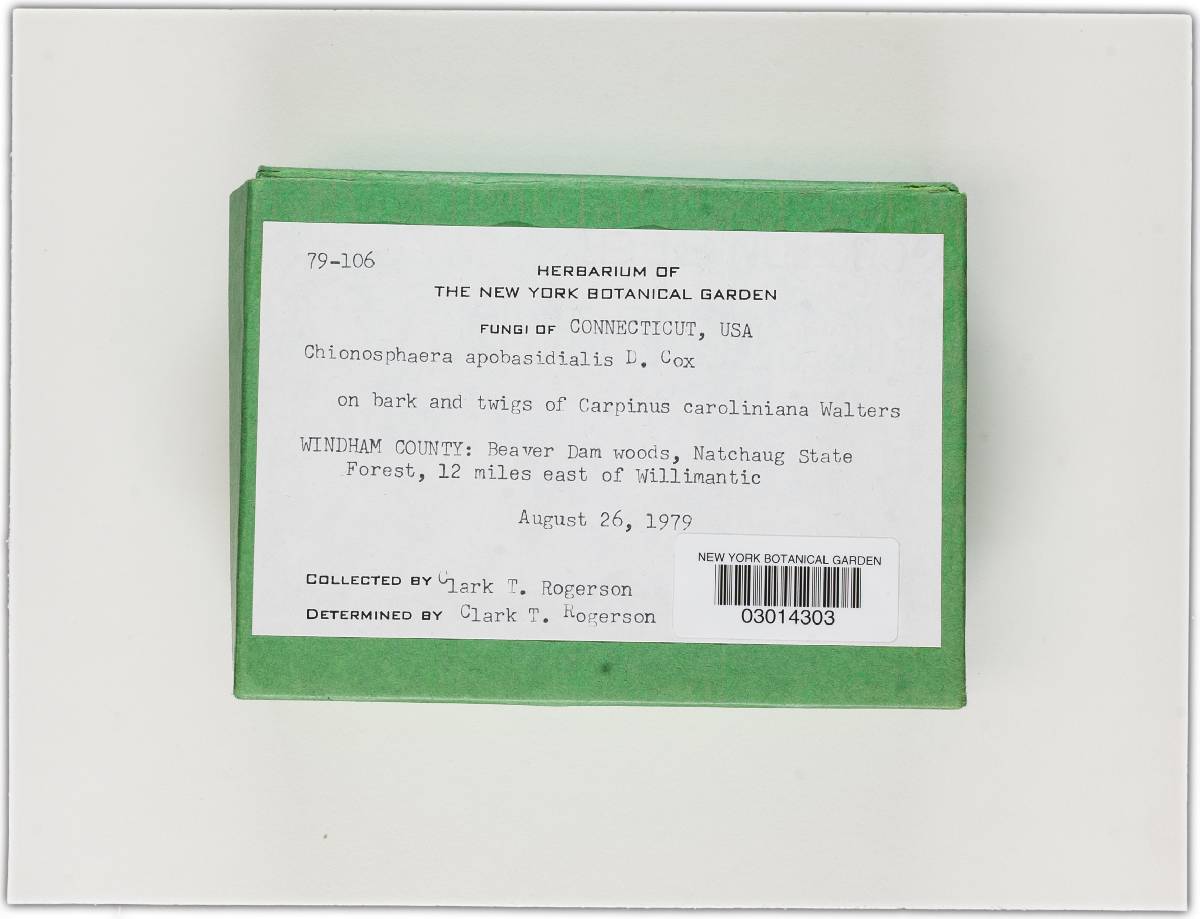 79-106
HERBARIUM OF
THE NEW YORK BOTANICAL GARDEN
FUNGI OF CONNECTICUT, USA
Chionosphaera apobasidialis D. Cox
on bark and twigs of Carpinus caroliniana Walters
WINDHAM COUNTY: Beaver Dam woods, Natchaug State
Forest, 12 miles east of Willimantic
August 26, 1979
COLLECTED BY Clark T. Rogerson
DETERMINED BY Clark T. Rogerson
NEW YORK BOTANICAL GARDEN
03014303